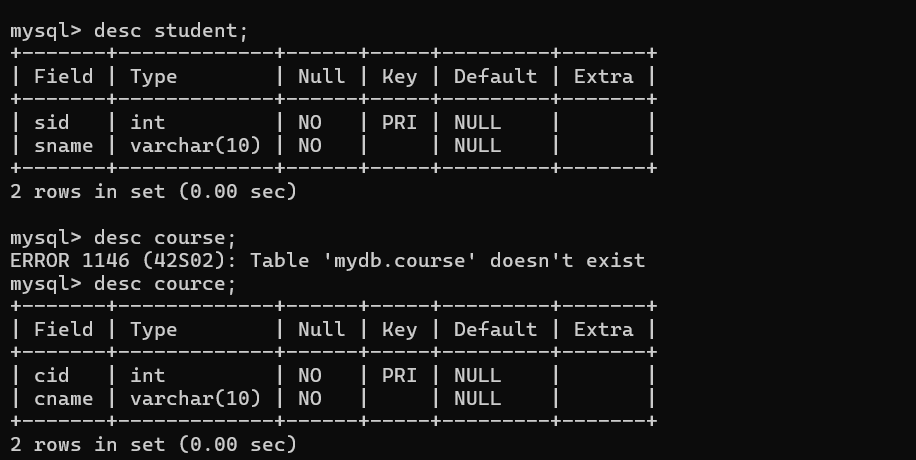 mysql> desc student;
+-------+-------------+------+-----+---------+-------+
| Field | Type        | Null | Key | Default | Extra |
+-------+-------------+------+-----+---------+-------+
| sid   | int         | NO   | PRI | NULL    |       |
| sname | varchar(10) | NO   |     | NULL    |       |
+-------+-------------+------+-----+---------+-------+
2 rows in set (0.00 sec)
mysql> desc course;
ERROR 1146 (42S02): Table 'mydb.course' doesn't exist
mysql> desc cource;
+-------+-------------+------+-----+---------+-------+
| Field | Type        | Null | Key | Default | Extra |
+-------+-------------+------+-----+---------+-------+
| cid   | int         | NO   | PRI | NULL    |       |
| cname | varchar(10) | NO   |     | NULL    |       |
+-------+-------------+------+-----+---------+-------+
2 rows in set (0.00 sec)